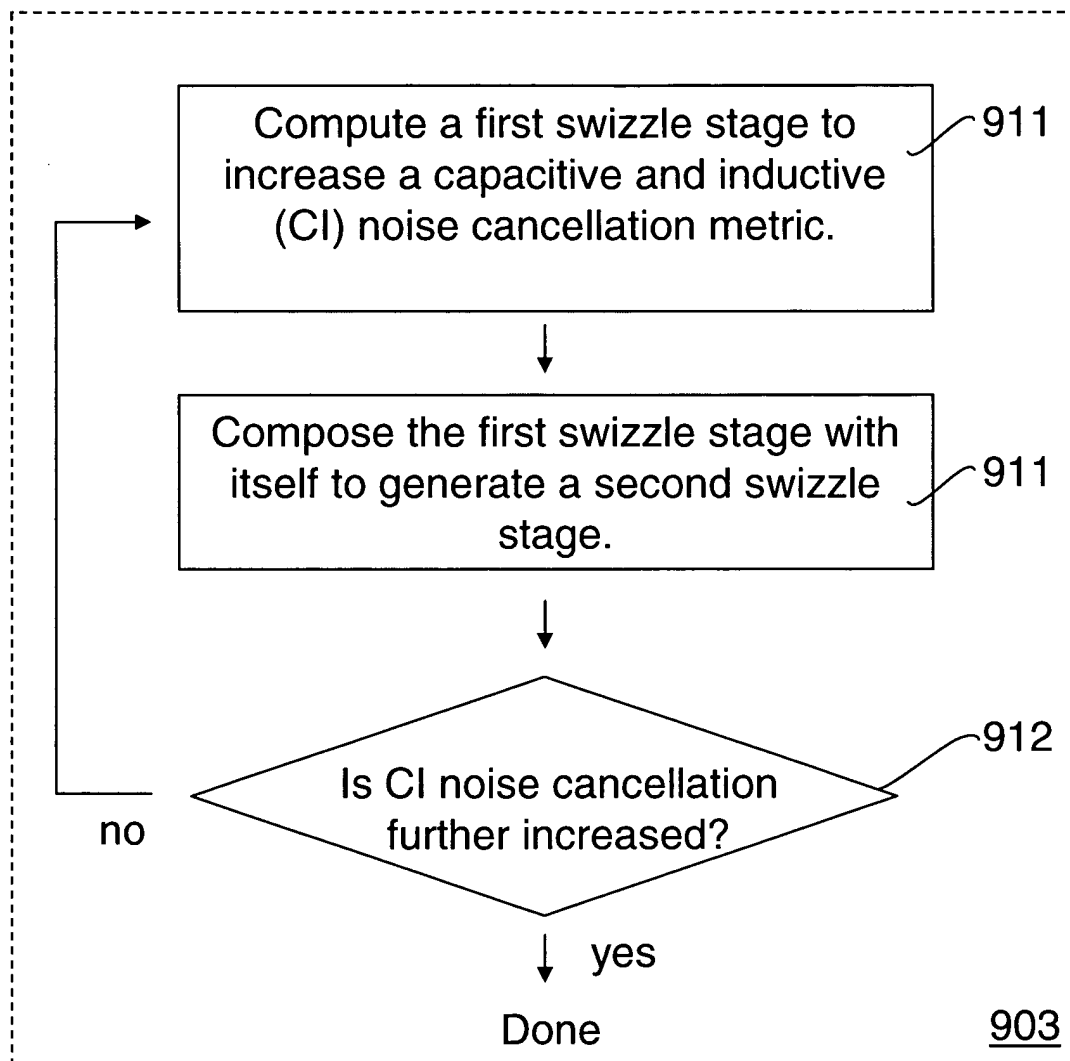 Compute a first swizzle stage to
increase a capacitive and inductive
(CI) noise cancellation metric.
911
Compose the first swizzle stage with
itself to generate a second swizzle
stage.
911
Is CI noise cancellation
further increased?
912
no
yes
Done
903